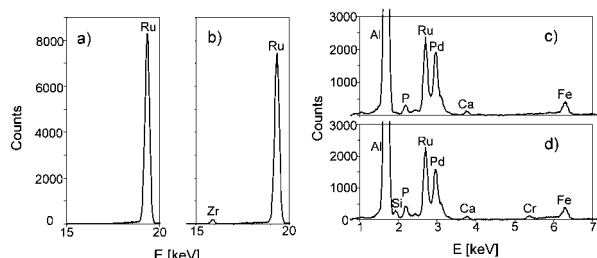 a)
Ru
b)
Ru
Zr
Counts
8000
6000
4000
2000
0
15
20
15
20
E [keV]
c)
Al
P
Ru
Pd
Ca
Fe
3000
2000
1000
0
d)
Al
Si
P
Ru
Pd
Ca
Cr
Fe
Counts
3000
2000
1000
0
1
2
3
4
5
6
7
E [keV]